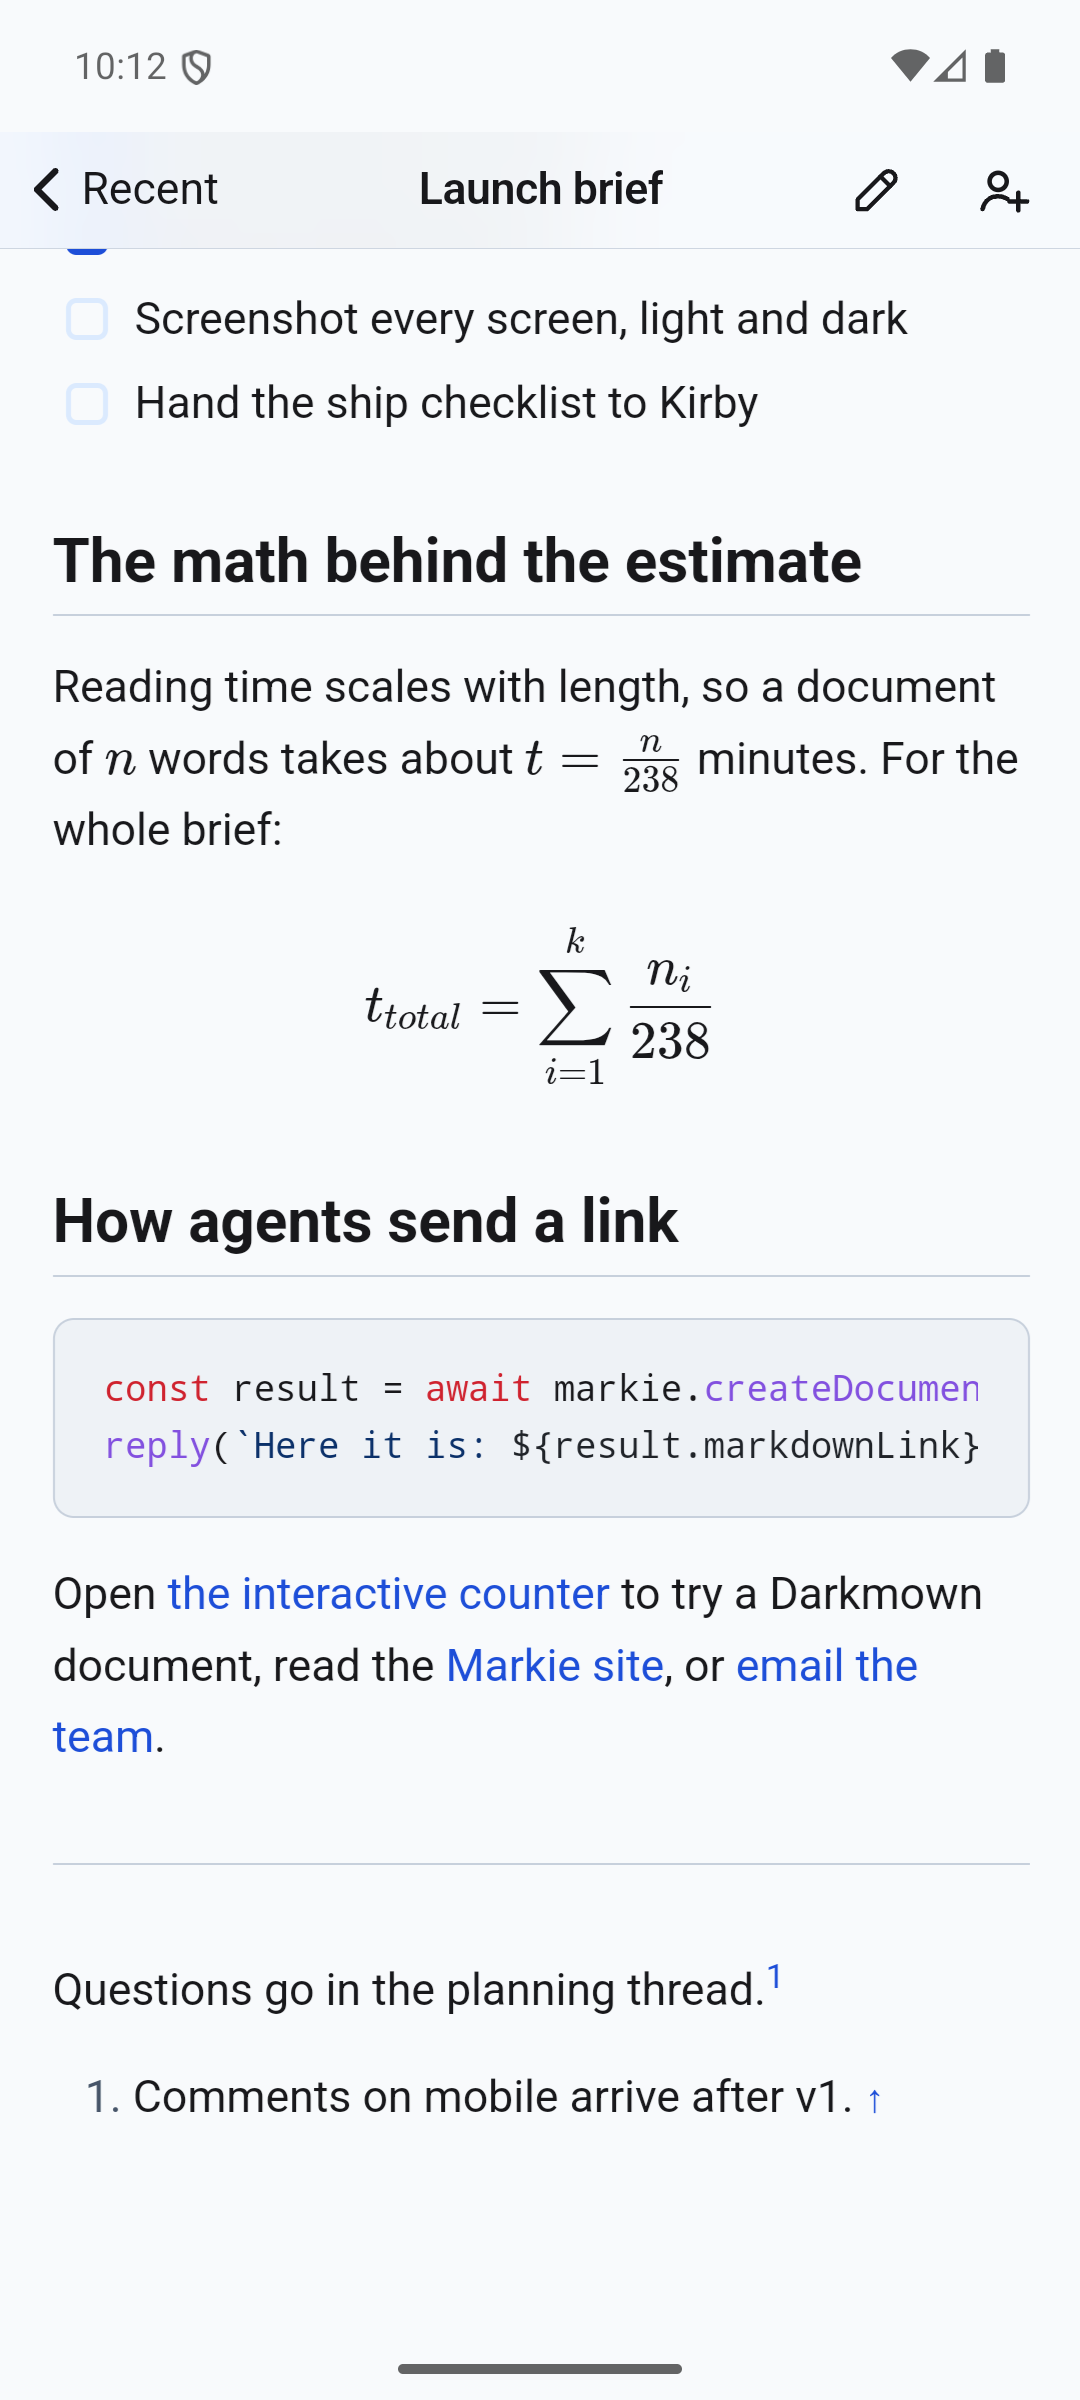 10:12
Recent
Launch brief
Screenshot every screen, light and dark
Hand the ship checklist to Kirby
The math behind the estimate
Reading time scales with length, so a document
of n words takes about t = n/238 minutes. For the
whole brief:
t_total = ∑_{i=1}^{k} n_i/238
How agents send a link
const result = await markie.createDocumen
reply(`Here it is: ${result.markdownLink}
Open the interactive counter to try a Darkmown
document, read the Markie site, or email the
team.
Questions go in the planning thread.1
1. Comments on mobile arrive after v1. ↑